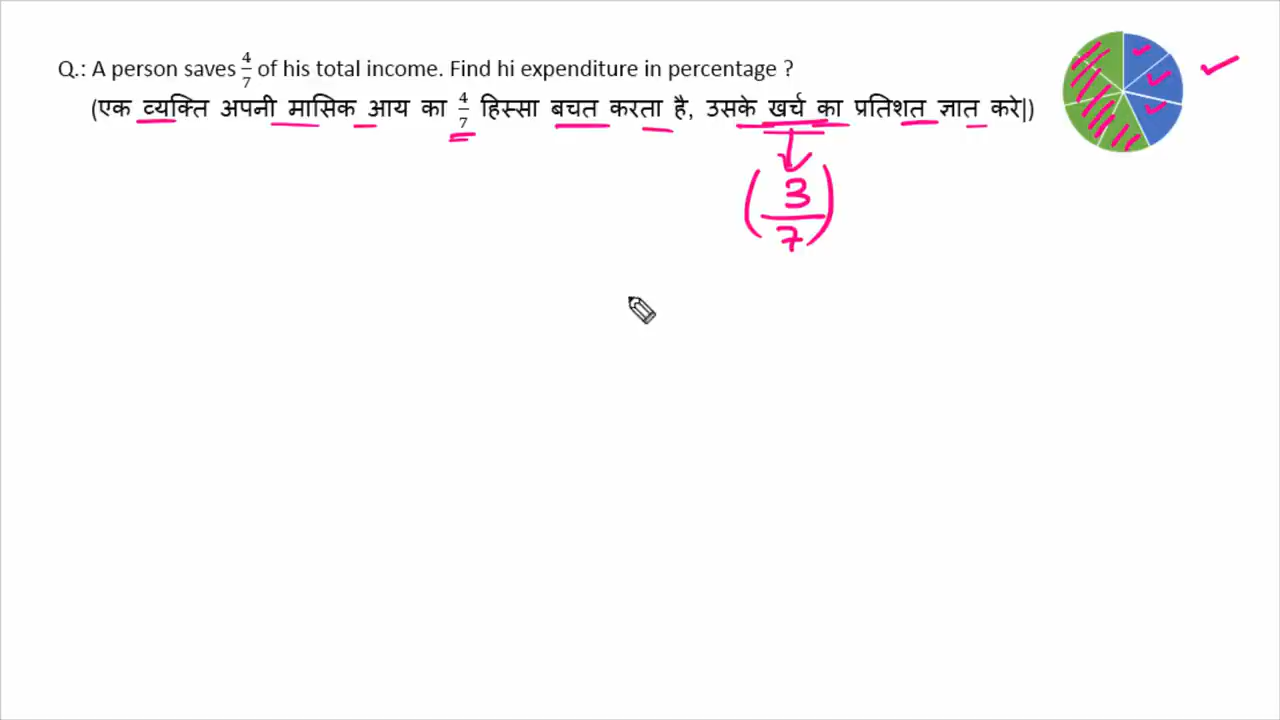 Q.: A person saves 4/7 of his total income. Find hi expenditure in percentage ?
(एक व्यक्ति अपनी मासिक आय का 4/7 हिस्सा बचत करता है, उसके खर्च का प्रतिशत ज्ञात करे|)
(3/7)